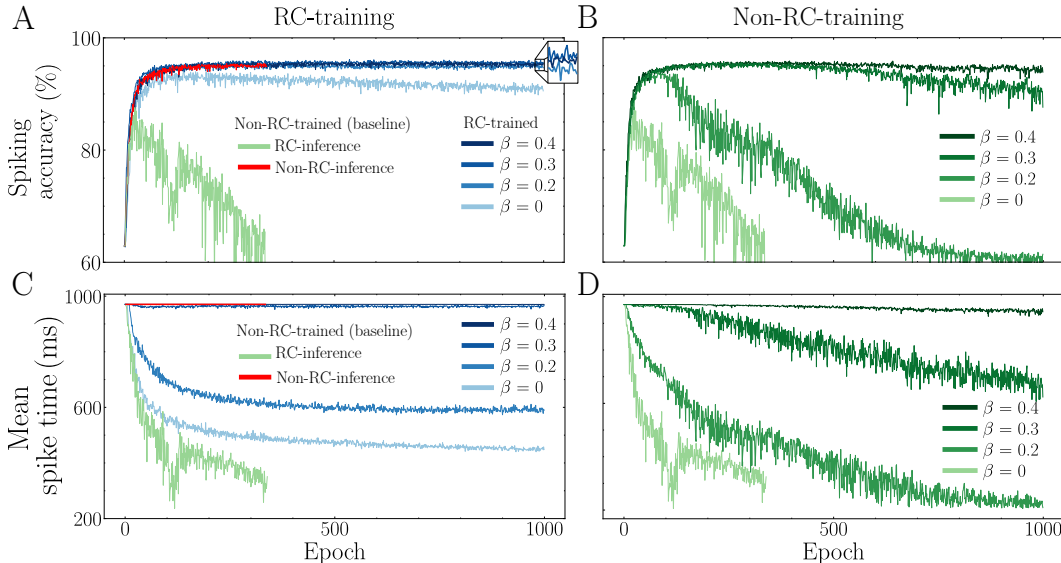 A
RC-training
B
Non-RC-training
100
80
60
Spiking
accuracy (%)
Non-RC-trained (baseline)
RC-inference
Non-RC-inference
RC-trained
β = 0.4
β = 0.3
β = 0.2
β = 0
β = 0.4
β = 0.3
β = 0.2
β = 0
C
D
1000
600
200
Mean
spike time (ms)
Non-RC-trained (baseline)
RC-inference
Non-RC-inference
β = 0.4
β = 0.3
β = 0.2
β = 0
β = 0.4
β = 0.3
β = 0.2
β = 0
0
500
1000
Epoch
0
500
1000
Epoch